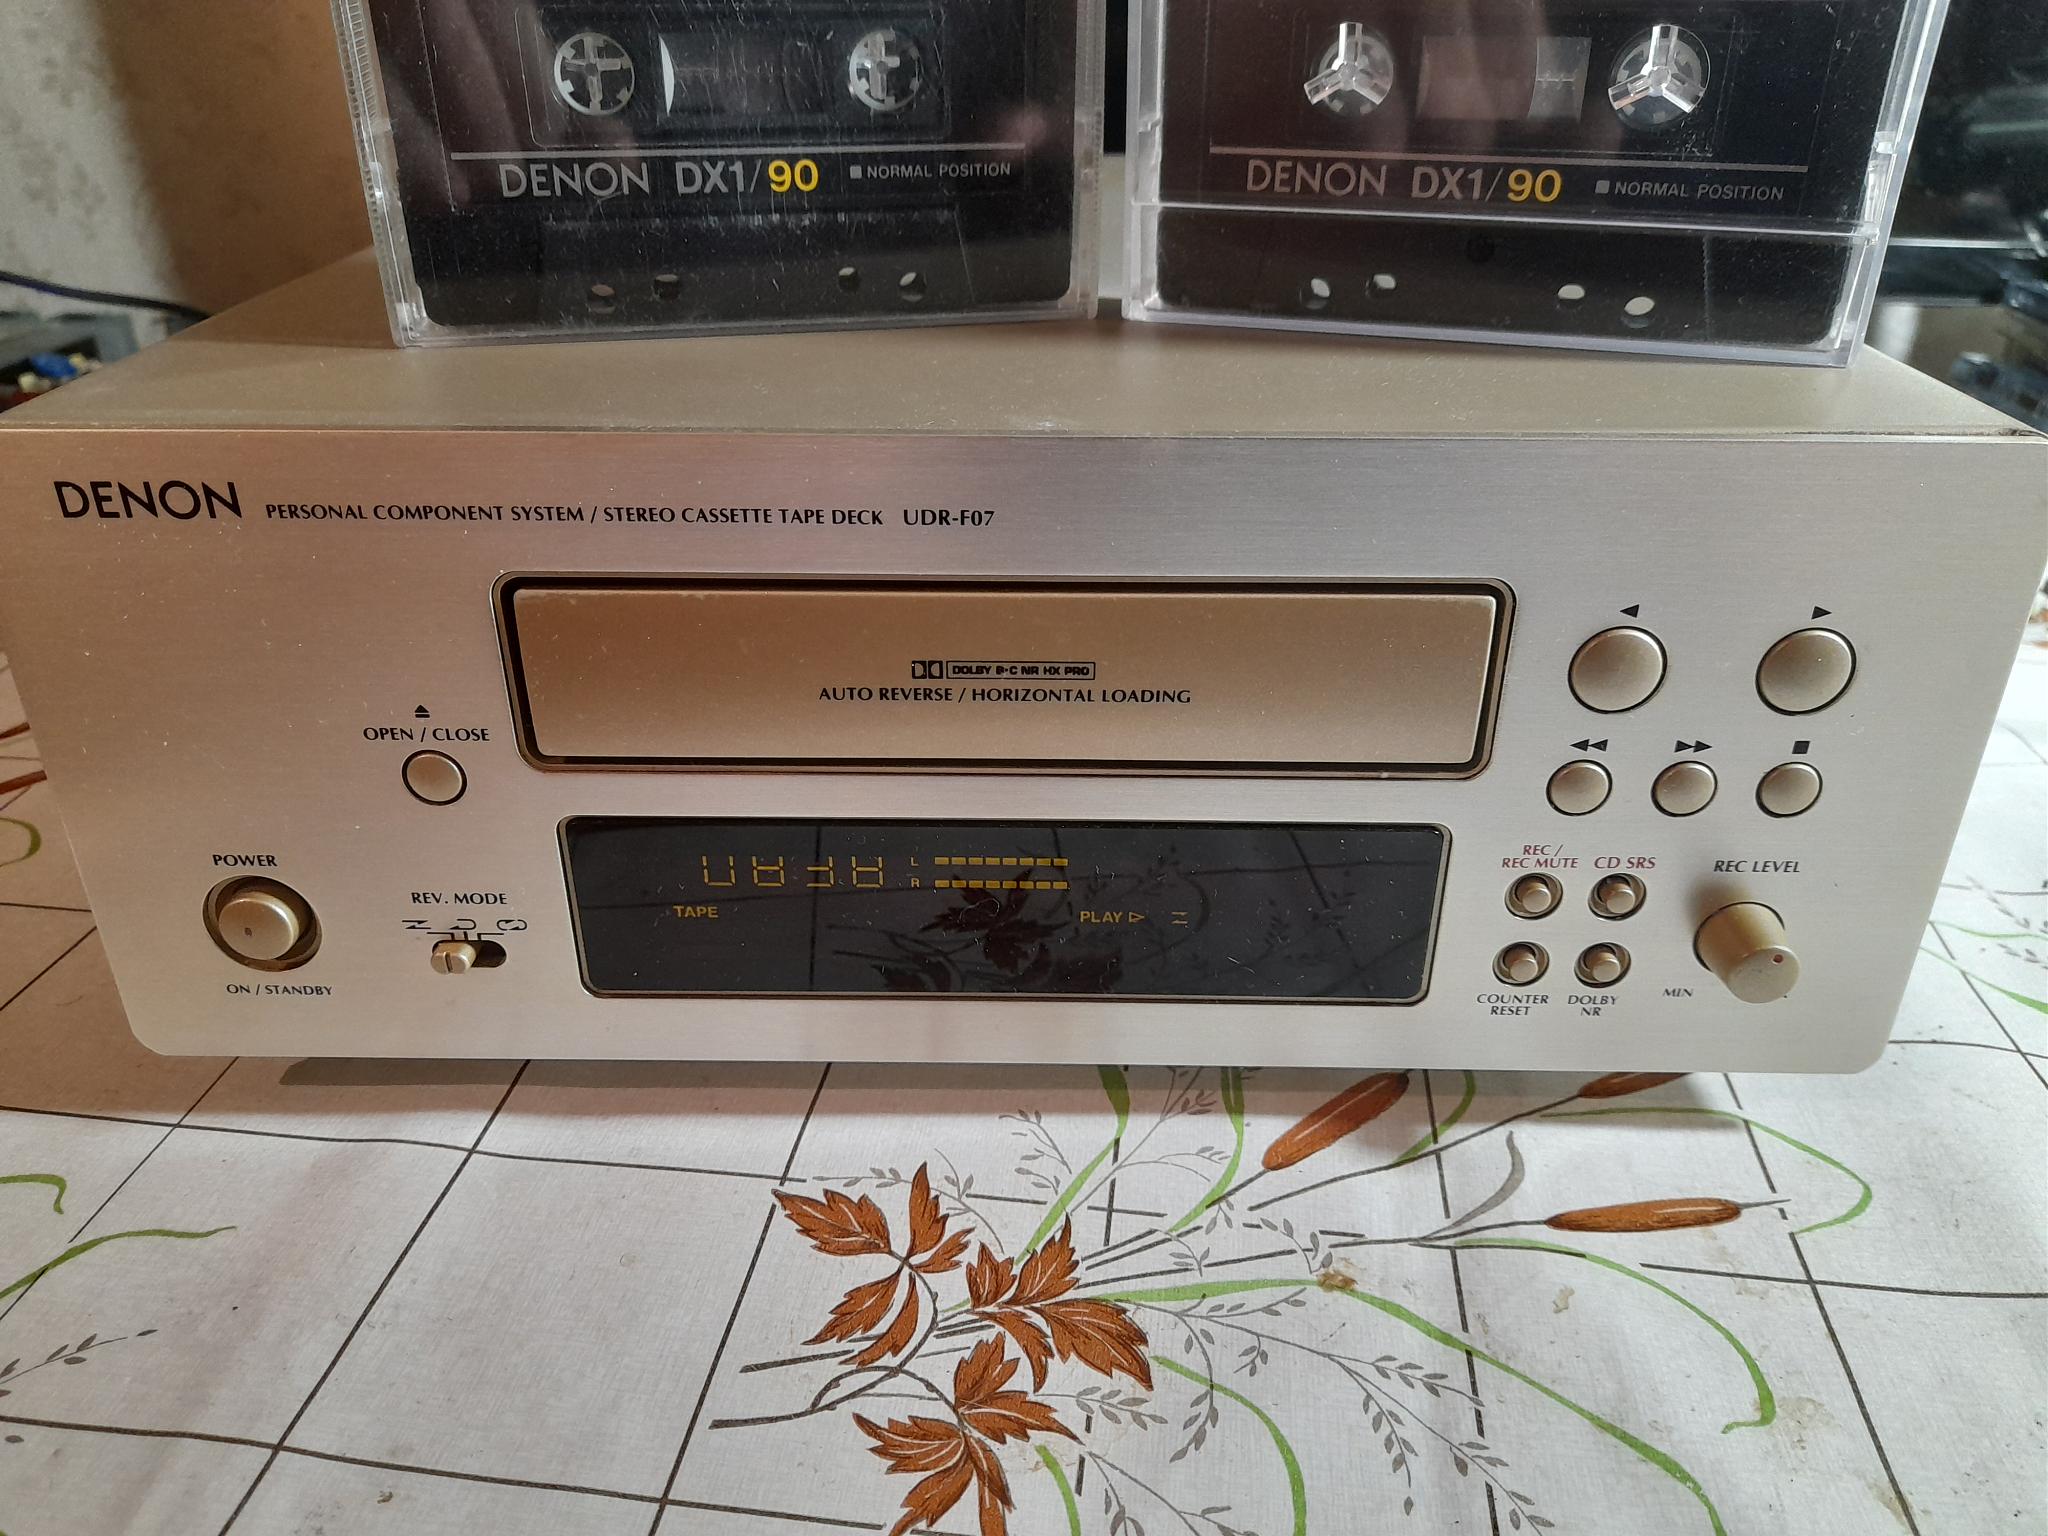 DENON DX1/90 NORMAL POSITION
DENON DX1/90 NORMAL POSITION
DENON PERSONAL COMPONENT SYSTEM / STEREO CASSETTE TAPE DECK UDR-F07
DOLBY B·C NR HX PRO
AUTO REVERSE / HORIZONTAL LOADING
OPEN / CLOSE
POWER
ON / STANDBY
REV. MODE
L
R
TAPE
PLAY
REC /
REC MUTE
CD SRS
REC LEVEL
COUNTER
RESET
DOLBY
NR
MIN